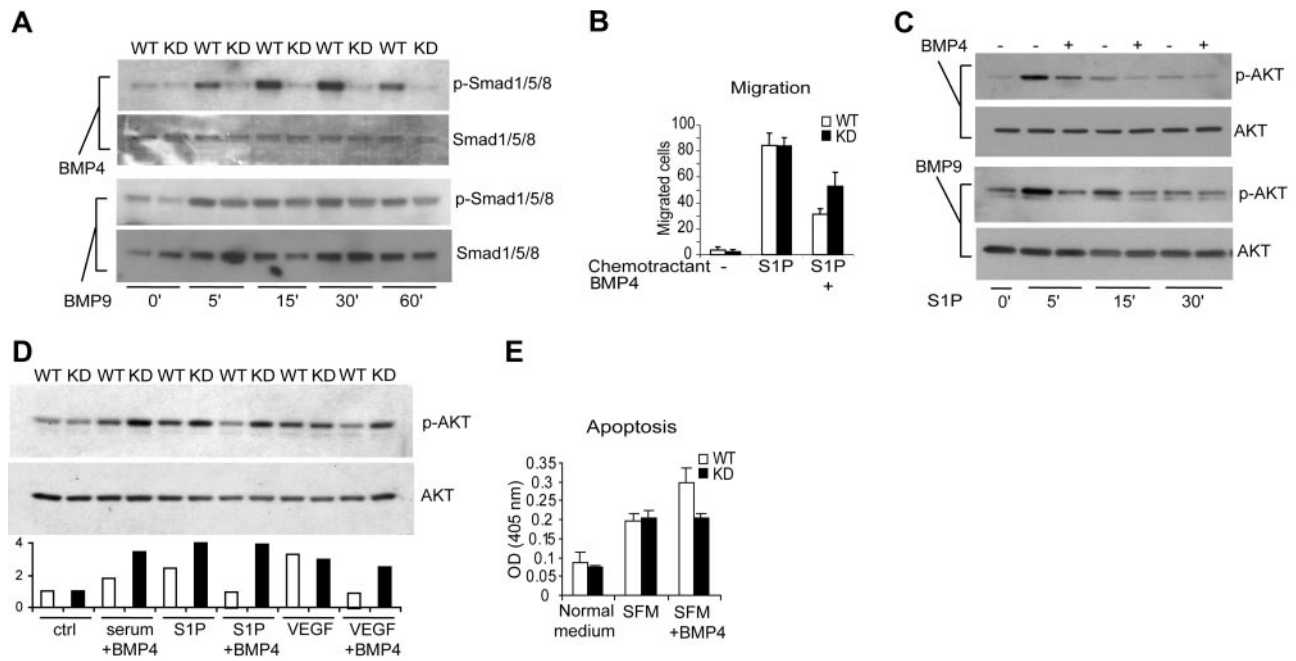 A
WT KD WT KD WT KD WT KD WT KD
p-Smad1/5/8
Smad1/5/8
BMP4
p-Smad1/5/8
Smad1/5/8
BMP9 0' 5' 15' 30' 60'
B
Migration
WT
KD
Migrated cells
100
80
60
40
20
0
Chemotractant - S1P S1P
BMP4 +
C
BMP4 - - + - + - +
p-AKT
AKT
BMP9
p-AKT
AKT
S1P 0' 5' 15' 30'
D
WT KD WT KD WT KD WT KD WT KD WT KD
p-AKT
AKT
4
2
0
ctrl serum S1P S1P VEGF VEGF
+BMP4 +BMP4 +BMP4
E
Apoptosis
WT
KD
OD (405 nm)
0.35
0.3
0.25
0.2
0.1
0.05
0
Normal SFM SFM
medium +BMP4